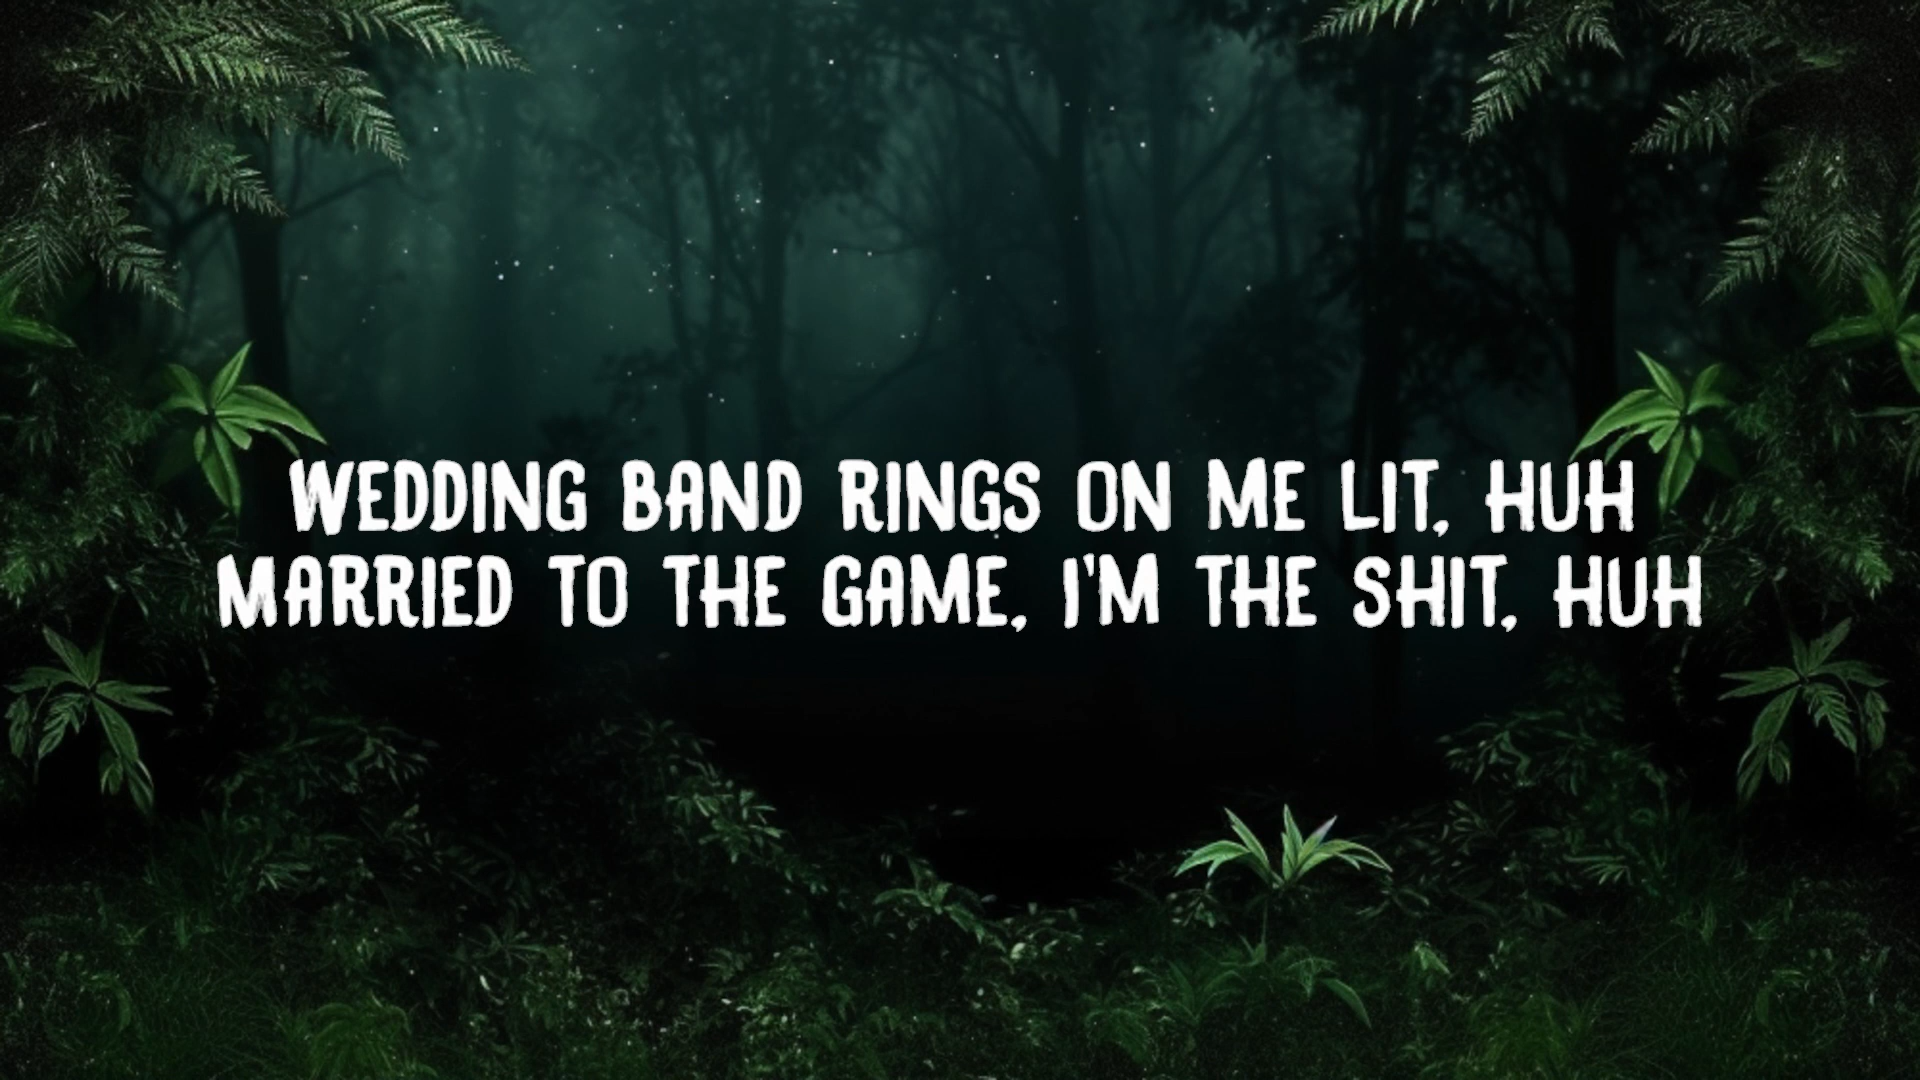 WEDDING BAND RINGS ON ME LIT, HUH
MARRIED TO THE GAME, I'M THE SHIT, HUH